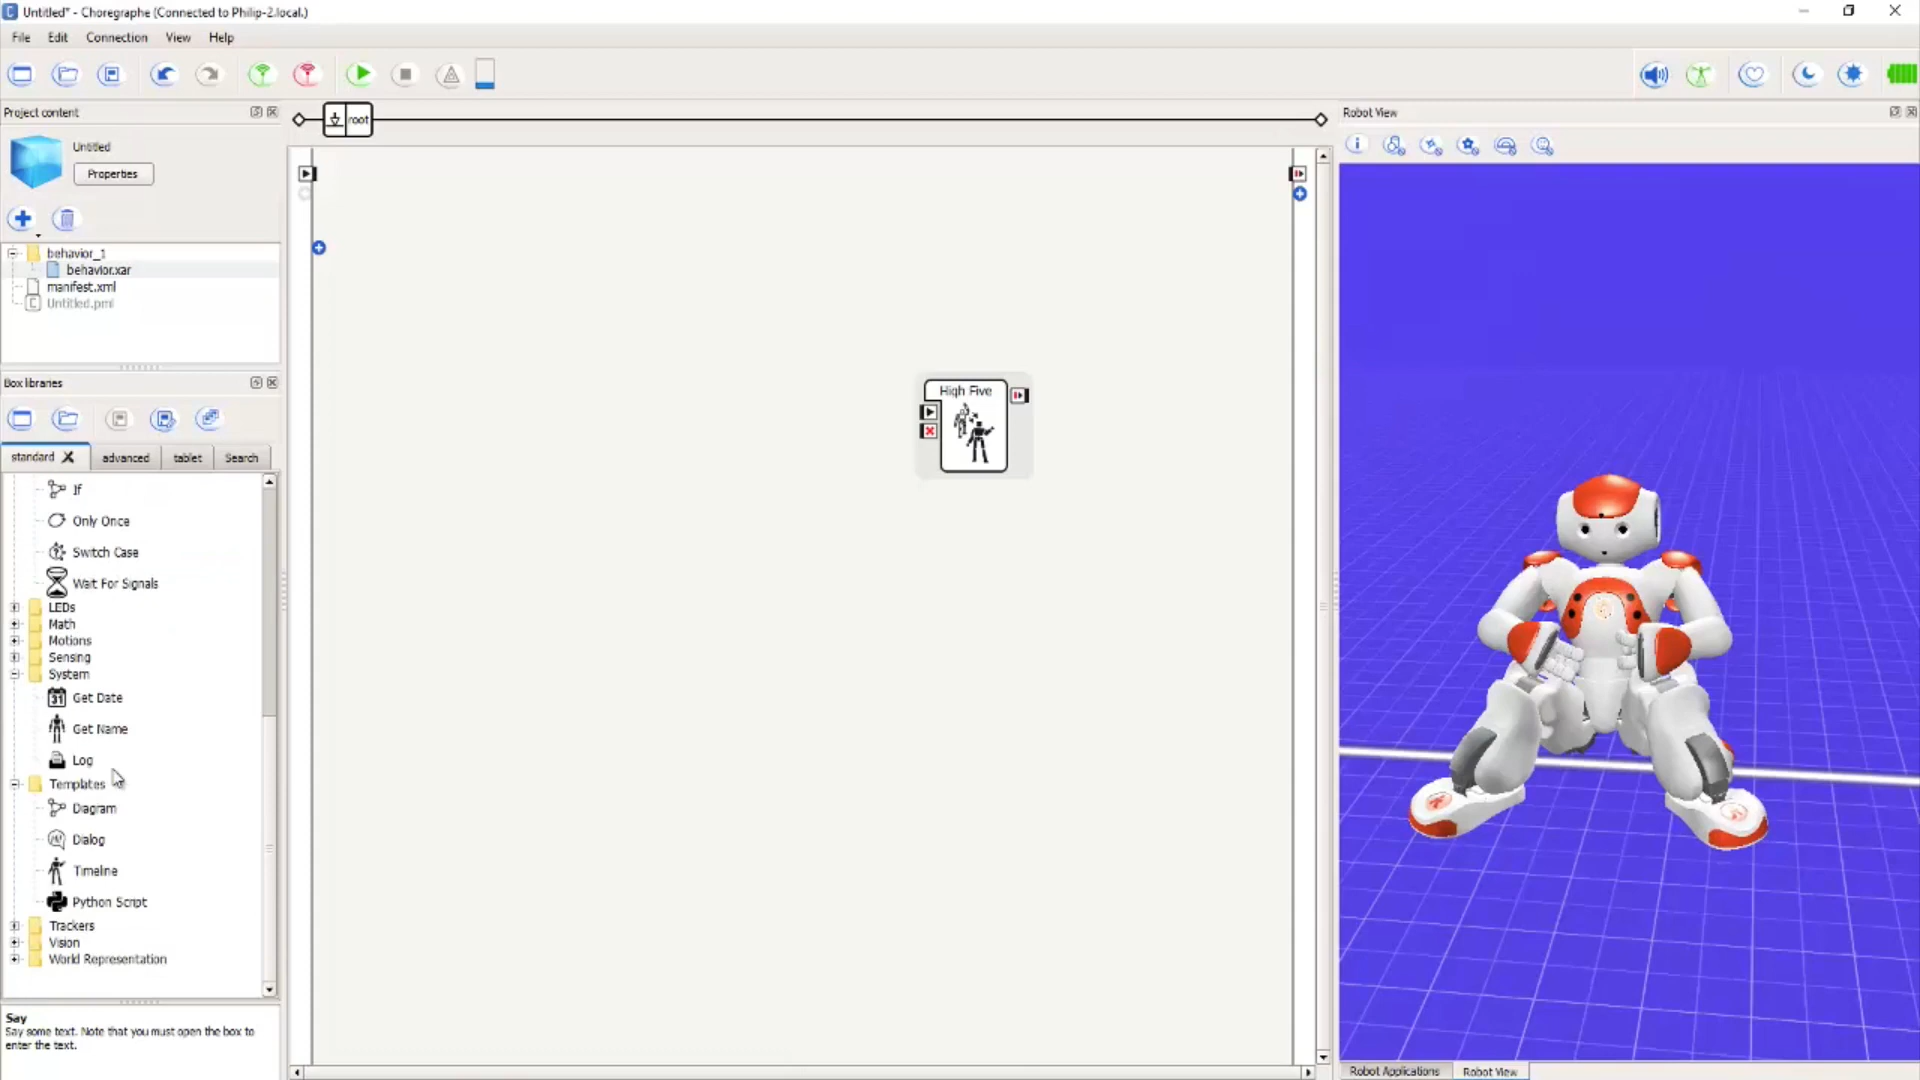 Untitled* - Choregraphe (Connected to Philip-2.local.)
File Edit Connection View Help
Project content
root
Robot View
Untitled
Properties
behavior_1
behavior.xar
manifest.xml
Untitled.pml
Box libraries
High Five
standard advanced tablet Search
If
Only Once
Switch Case
Wait For Signals
LEDs
Math
Motions
Sensing
System
31 Get Date
Get Name
Log
Templates
Diagram
Dialog
Timeline
Python Script
Trackers
Vision
World Representation
Say
Say some text. Note that you must open the box to
enter the text.
Robot Applications Robot View